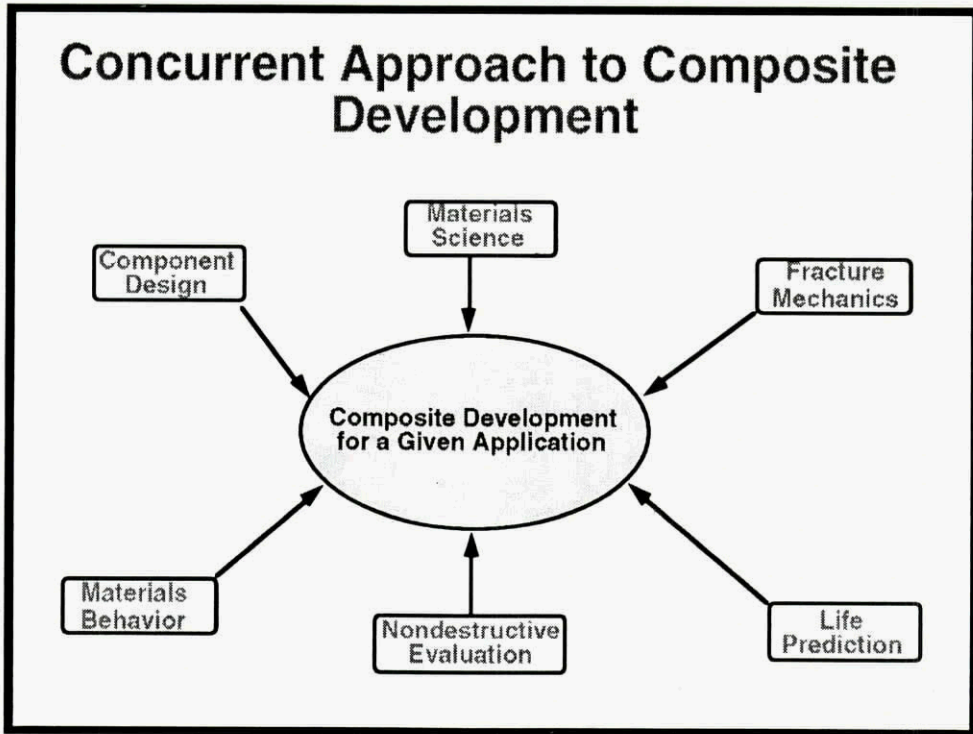 Concurrent Approach to Composite
Development
Materials
Science
Component
Design
Fracture
Mechanics
Composite Development
for a Given Application
Materials
Behavior
Nondestructive
Evaluation
Life
Prediction